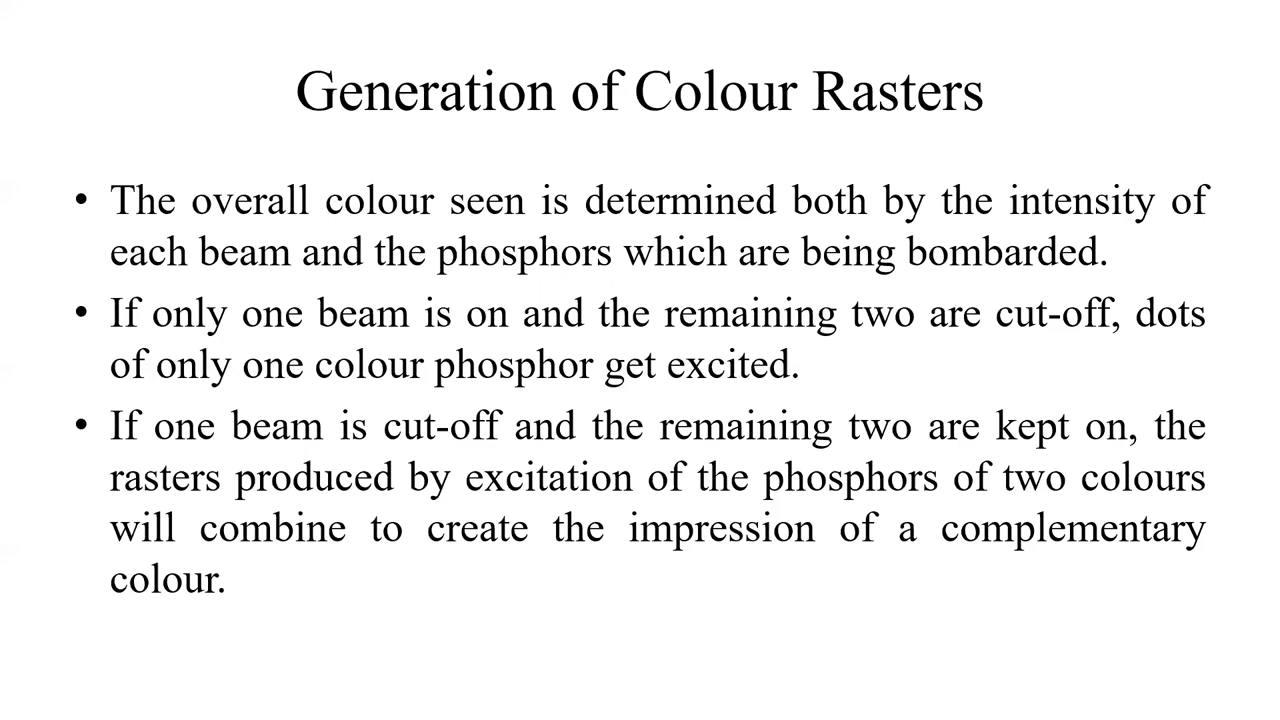 Generation of Colour Rasters
• The overall colour seen is determined both by the intensity of
each beam and the phosphors which are being bombarded.
• If only one beam is on and the remaining two are cut-off, dots
of only one colour phosphor get excited.
• If one beam is cut-off and the remaining two are kept on, the
rasters produced by excitation of the phosphors of two colours
will combine to create the impression of a complementary
colour.